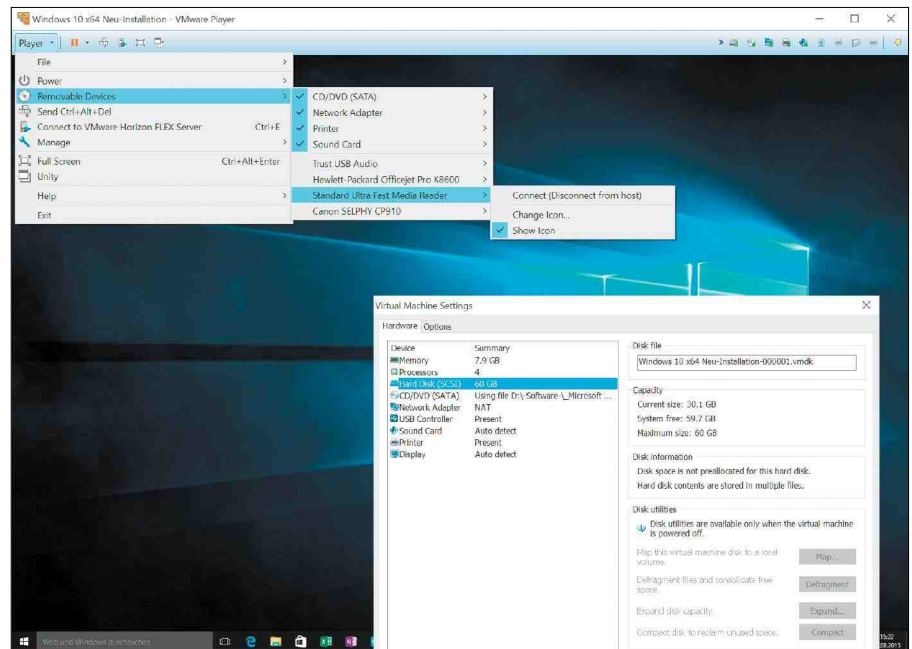 Windows 10 x64 Neu-Installation - VMware Player
Player
File
Power
Removable Devices
Send Ctrl+Alt+Del
Connect to VMware Horizon FLEX Server Ctrl+E
Manage
Full Screen Ctrl+Alt+Enter
Unity
Help
Exit
CD/DVD (SATA)
Network Adapter
Printer
Sound Card
Trust USB Audio
Hewlett-Packard Officejet Pro K8600
Standard Ultra Fast Media Reader
Canon SELPHY CP910
Connect (Disconnect from host)
Change Icon...
Show Icon
Virtual Machine Settings
Hardware Options
Device Summary
Memory 7.9 GB
Processors 4
Hard Disk (SCSI) 60 GB
CD/DVD (SATA) Using file D:\-Software-\_Microsoft ...
Network Adapter NAT
USB Controller Present
Sound Card Auto detect
Printer Present
Display Auto detect
Disk file
Windows 10 x64 Neu-Installation-000001.vmdk
Capacity
Current size: 30.1 GB
System free: 59.7 GB
Maximum size: 60 GB
Disk information
Disk space is not preallocated for this hard disk.
Hard disk contents are stored in multiple files.
Disk utilities
Disk utilities are available only when the virtual machine
is powered off.
Map this virtual machine disk to a local
volume.
Map...
Defragment files and consolidate free
space.
Defragment
Expand disk capacity.
Expand...
Compact disk to reclaim unused space.
Compact
Web und Windows durchsuchen
15:22
.08.2015